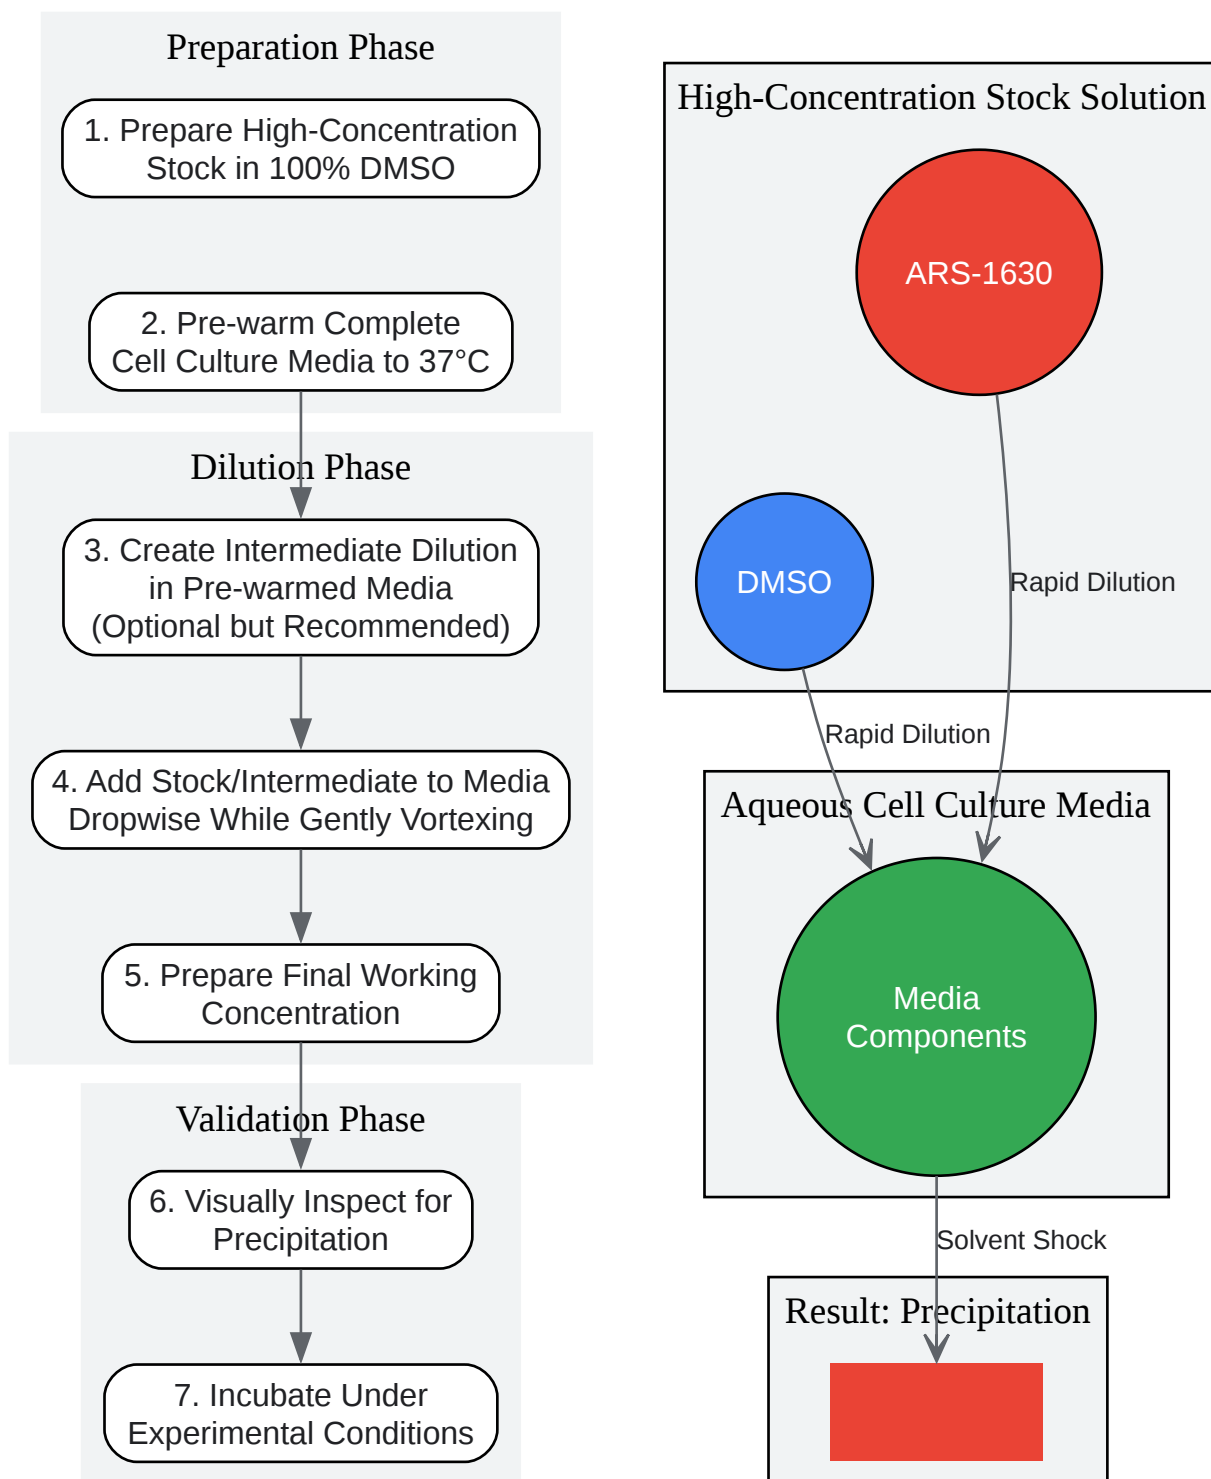 Preparation Phase
1. Prepare High-Concentration
Stock in 100% DMSO
2. Pre-warm Complete
Cell Culture Media to 37°C
Dilution Phase
3. Create Intermediate Dilution
in Pre-warmed Media
(Optional but Recommended)
4. Add Stock/Intermediate to Media
Dropwise While Gently Vortexing
5. Prepare Final Working
Concentration
Validation Phase
6. Visually Inspect for
Precipitation
7. Incubate Under
Experimental Conditions
High-Concentration Stock Solution
ARS-1630
DMSO
Rapid Dilution
Rapid Dilution
Aqueous Cell Culture Media
Media
Components
Solvent Shock
Result: Precipitation